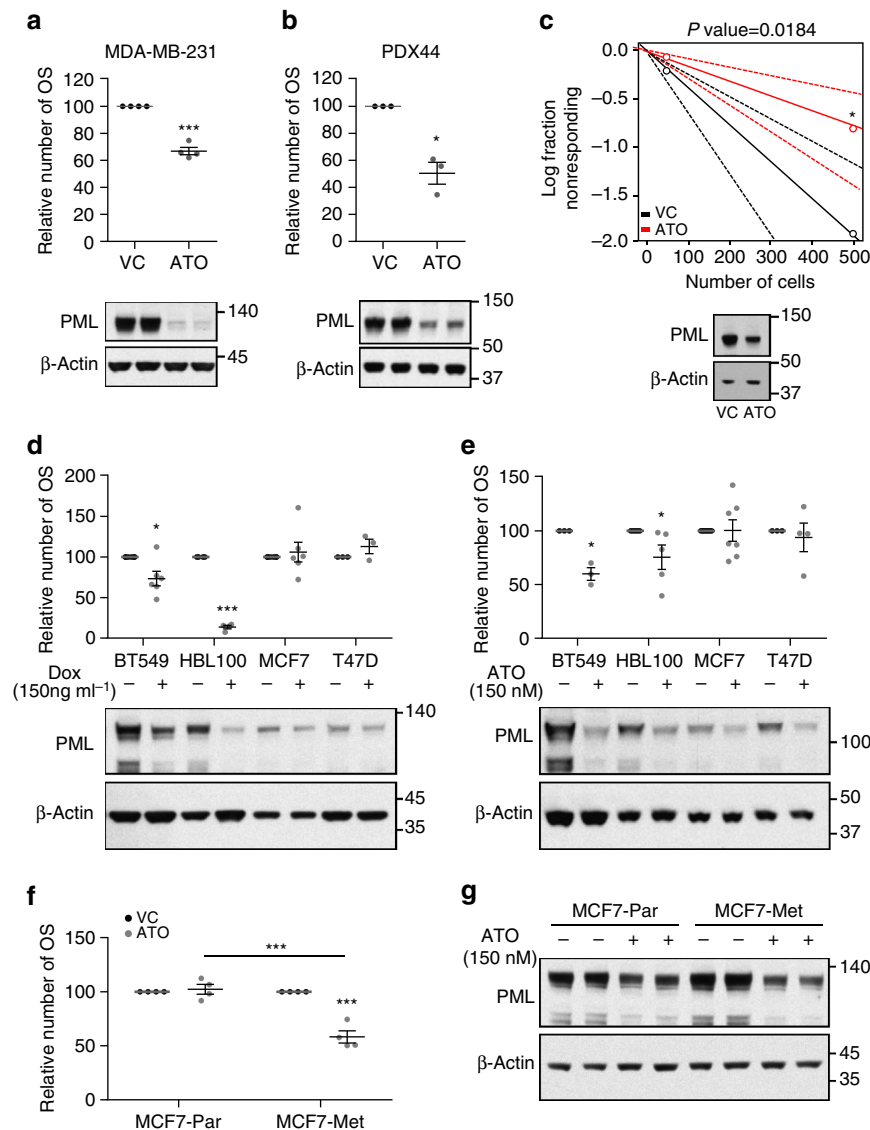 a
MDA-MB-231
Relative number of OS
120
100
80
60
40
20
0
***
VC
ATO
PML
β-Actin
140
45
b
PDX44
Relative number of OS
120
100
80
60
40
20
0
*
VC
ATO
PML
β-Actin
150
50
37
c
P value=0.0184
Log fraction
nonresponding
0.0
−0.5
−1.0
−1.5
−2.0
*
VC
ATO
0 100 200 300 400 500
Number of cells
PML
β-Actin
150
50
37
VC ATO
d
Relative number of OS
200
150
100
50
0
* ***
BT549 HBL100 MCF7 T47D
Dox
(150ng ml⁻¹)
− + − + − + − +
PML
β-Actin
140
45
35
e
Relative number of OS
150
100
50
0
* *
BT549 HBL100 MCF7 T47D
ATO
(150 nM)
− + − + − + − +
PML
β-Actin
100
50
37
f
VC
ATO
Relative number of OS
150
100
50
0
***
***
MCF7-Par MCF7-Met
g
MCF7-Par MCF7-Met
ATO
(150 nM)
− − + + − − + +
PML
β-Actin
140
45
35